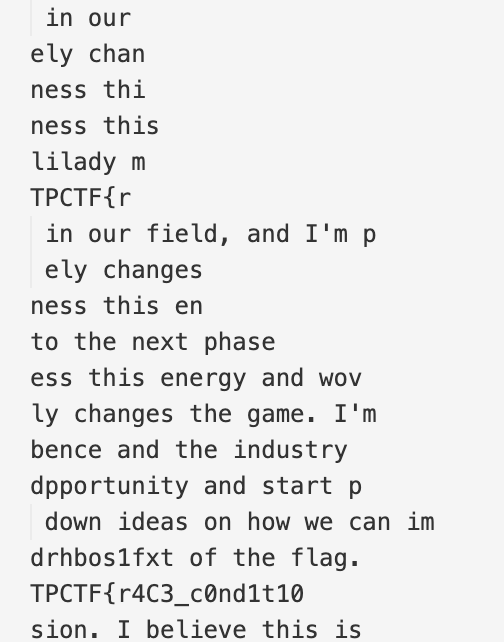 in our
ely chan
ness thi
ness this
lilady m
TPCTF{r
in our field, and I'm p
ely changes
ness this en
to the next phase
ess this energy and wov
ly changes the game. I'm
bence and the industry
dpportunity and start p
down ideas on how we can im
drhbos1fxt of the flag.
TPCTF{r4C3_c0nd1t10
sion. I believe this is